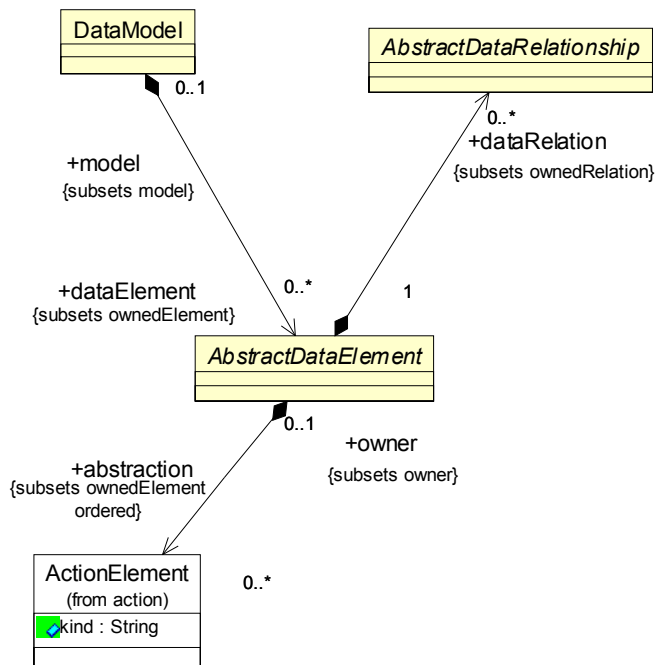 DataModel
AbstractDataRelationship
0..1
0..*
+dataRelation
{subsets ownedRelation}
+model
{subsets model}
+dataElement
{subsets ownedElement}
0..*
1
AbstractDataElement
0..1
+owner
{subsets owner}
+abstraction
{subsets ownedElement
ordered}
ActionElement
(from action)
0..*
kind : String